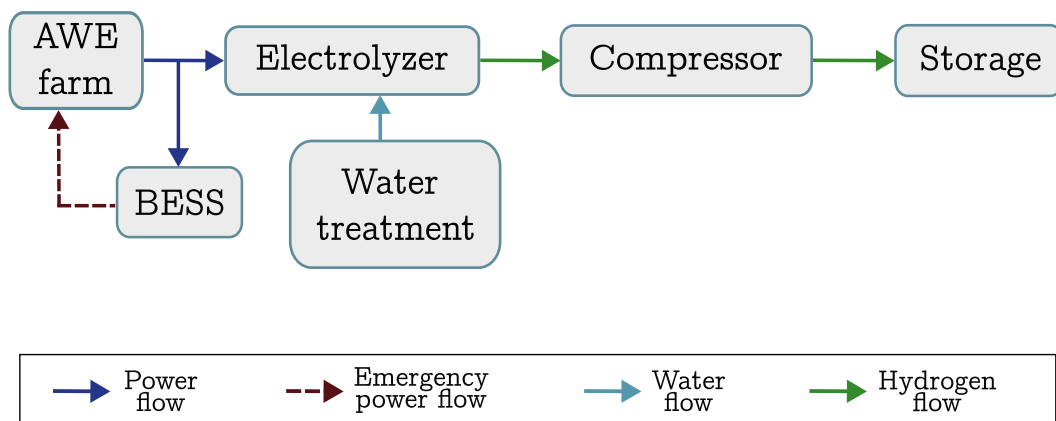 AWE
farm
Electrolyzer
Compressor
Storage
BESS
Water
treatment
Power
flow
Emergency
power flow
Water
flow
Hydrogen
flow